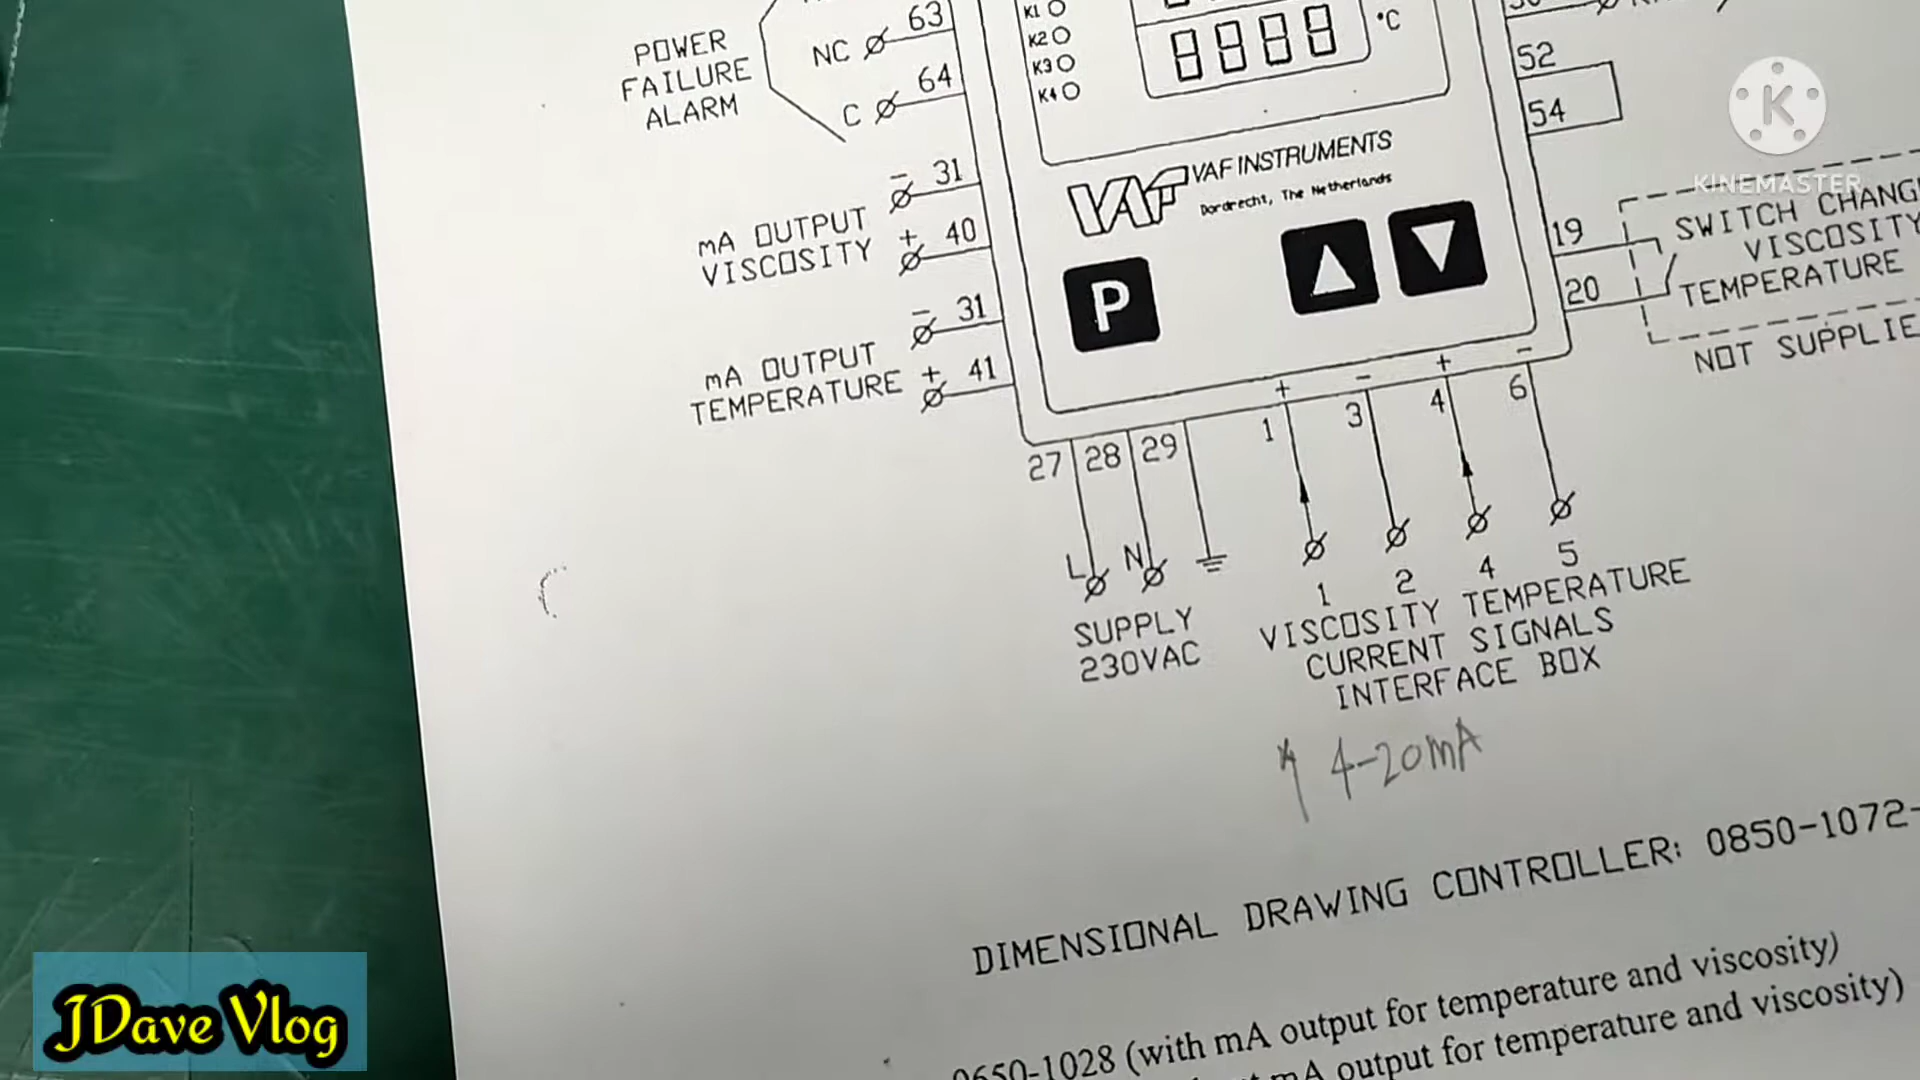 POWER
FAILURE
ALARM
NC 63
C 64
K1
K2
K3
K4
8888 °C
VAF VAF INSTRUMENTS
Dordrecht, The Netherlands
P
52
54
K
KINEMASTER
19
20
SWITCH CHANG
VISCOSITY
TEMPERATURE
NOT SUPPLIE
mA OUTPUT
VISCOSITY
- 31
+ 40
mA OUTPUT
TEMPERATURE
- 31
+ 41
+ - + -
27 28 29 1 3 4 6
L N
SUPPLY
230VAC
1 2 4 5
VISCOSITY TEMPERATURE
CURRENT SIGNALS
INTERFACE BOX
4-20mA
DIMENSIONAL DRAWING CONTROLLER: 0850-1072-
0650-1028 (with mA output for temperature and viscosity)
mA output for temperature and viscosity)
JDave Vlog